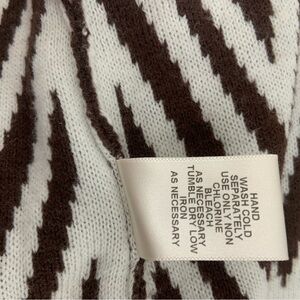 HAND
WASH COLD
SEPARATELY
USE ONLY NON
CHLORINE
BLEACH
AS NECESSARY
TUMBLE DRY LOW
IRON
AS NECESSARY